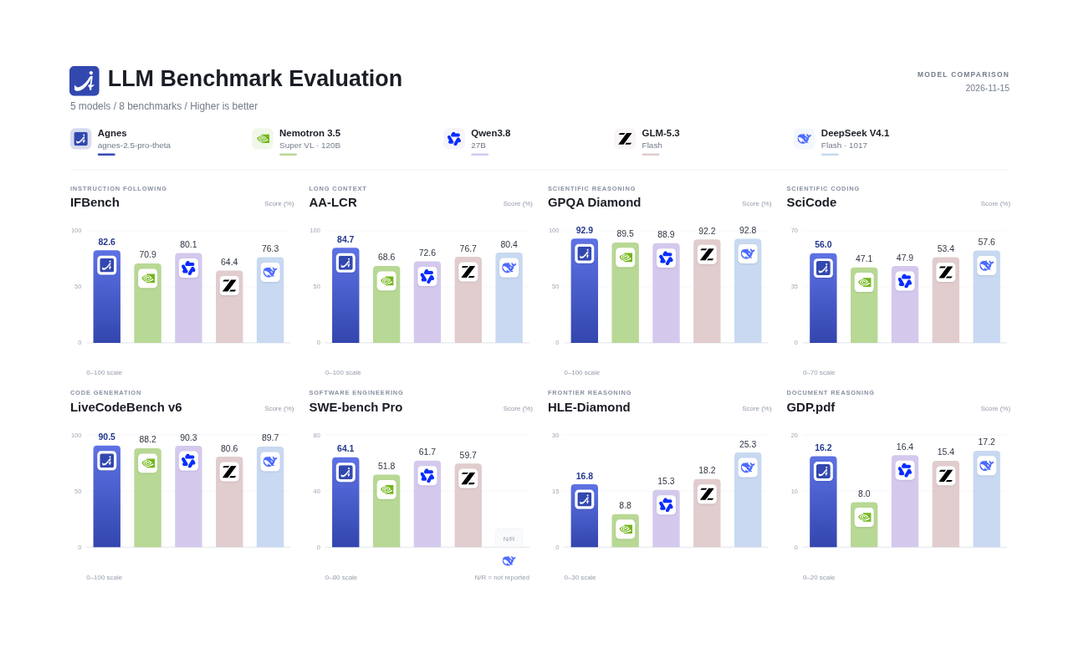 LLM Benchmark Evaluation
MODEL COMPARISON
2026-11-15
5 models / 8 benchmarks / Higher is better
Agnes
agnes-2.5-pro-theta
Nemotron 3.5
Super VL · 120B
Qwen3.8
27B
GLM-5.3
Flash
DeepSeek V4.1
Flash · 1017
INSTRUCTION FOLLOWING
IFBench
Score (%)
100
50
0
82.6
70.9
80.1
64.4
76.3
0–100 scale
LONG CONTEXT
AA-LCR
Score (%)
100
50
0
84.7
68.6
72.6
76.7
80.4
0–100 scale
SCIENTIFIC REASONING
GPQA Diamond
Score (%)
100
50
0
92.9
89.5
88.9
92.2
92.8
0–100 scale
SCIENTIFIC CODING
SciCode
Score (%)
70
35
0
56.0
47.1
47.9
53.4
57.6
0–70 scale
CODE GENERATION
LiveCodeBench v6
Score (%)
100
50
0
90.5
88.2
90.3
80.6
89.7
0–100 scale
SOFTWARE ENGINEERING
SWE-bench Pro
Score (%)
80
40
0
64.1
51.8
61.7
59.7
N/R
0–80 scale
N/R = not reported
FRONTIER REASONING
HLE-Diamond
Score (%)
30
15
0
16.8
8.8
15.3
18.2
25.3
0–30 scale
DOCUMENT REASONING
GDP.pdf
Score (%)
20
10
0
16.2
8.0
16.4
15.4
17.2
0–20 scale